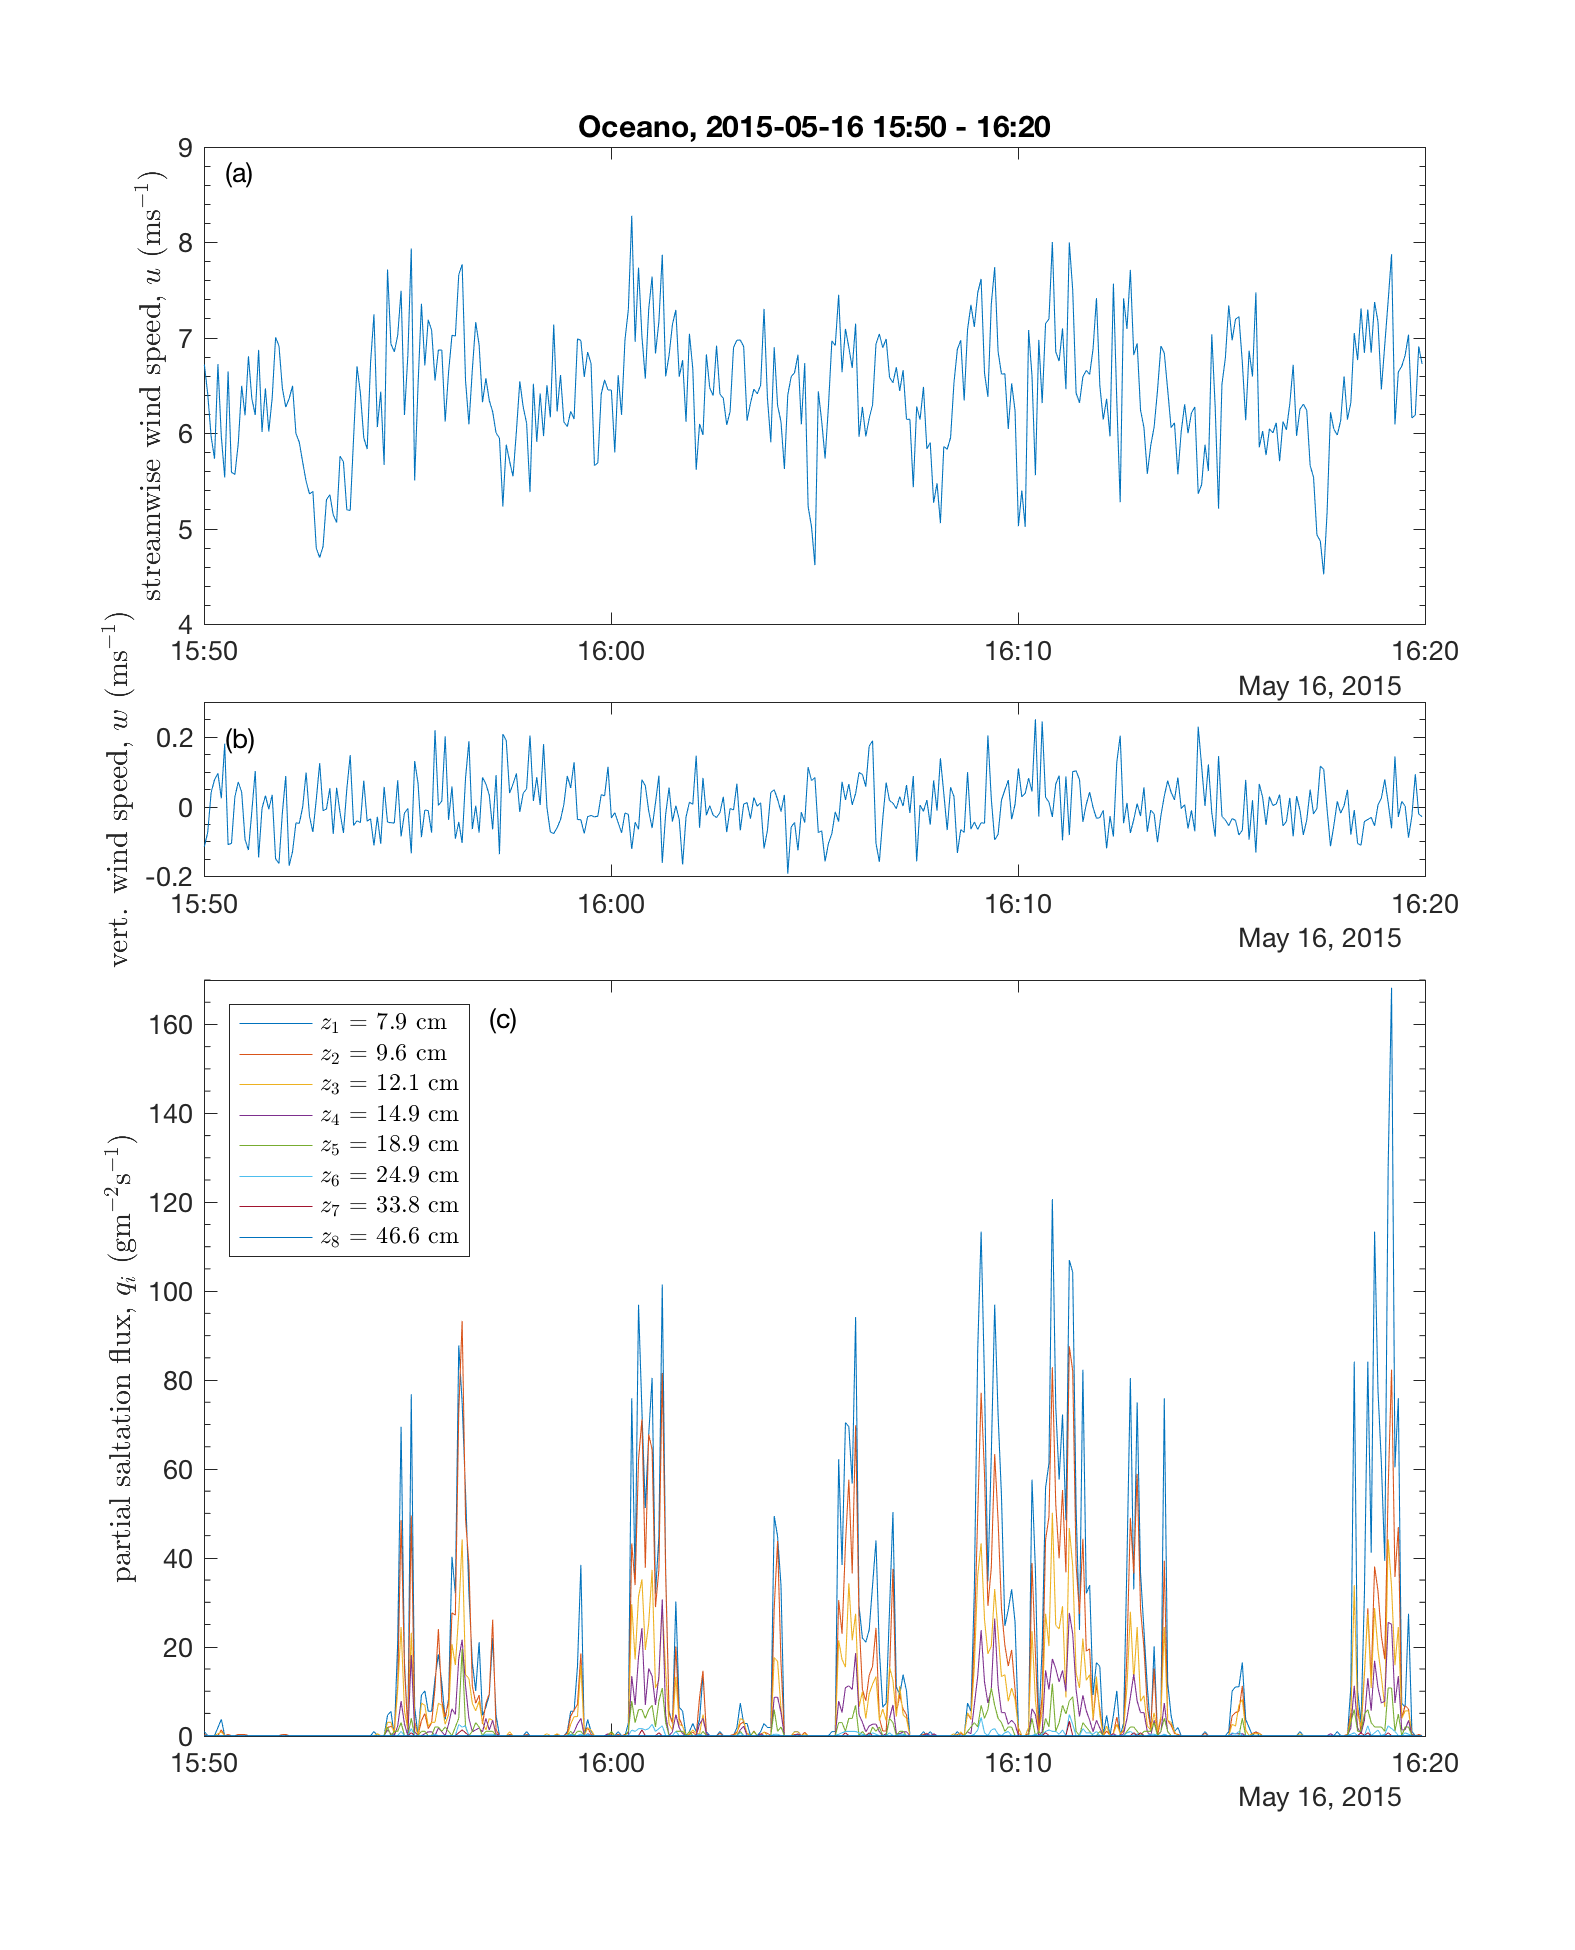 Oceano, 2015-05-16 15:50 - 16:20
(a)
streamwise wind speed, u (ms⁻¹)
9
8
7
6
5
4
15:50 16:00 16:10 16:20
May 16, 2015
(b)
vert. wind speed, w (ms⁻¹)
0.2
0
-0.2
15:50 16:00 16:10 16:20
May 16, 2015
(c)
partial saltation flux, qᵢ (gm⁻²s⁻¹)
160
140
120
100
80
60
40
20
0
z₁ = 7.9 cm
z₂ = 9.6 cm
z₃ = 12.1 cm
z₄ = 14.9 cm
z₅ = 18.9 cm
z₆ = 24.9 cm
z₇ = 33.8 cm
z₈ = 46.6 cm
15:50 16:00 16:10 16:20
May 16, 2015